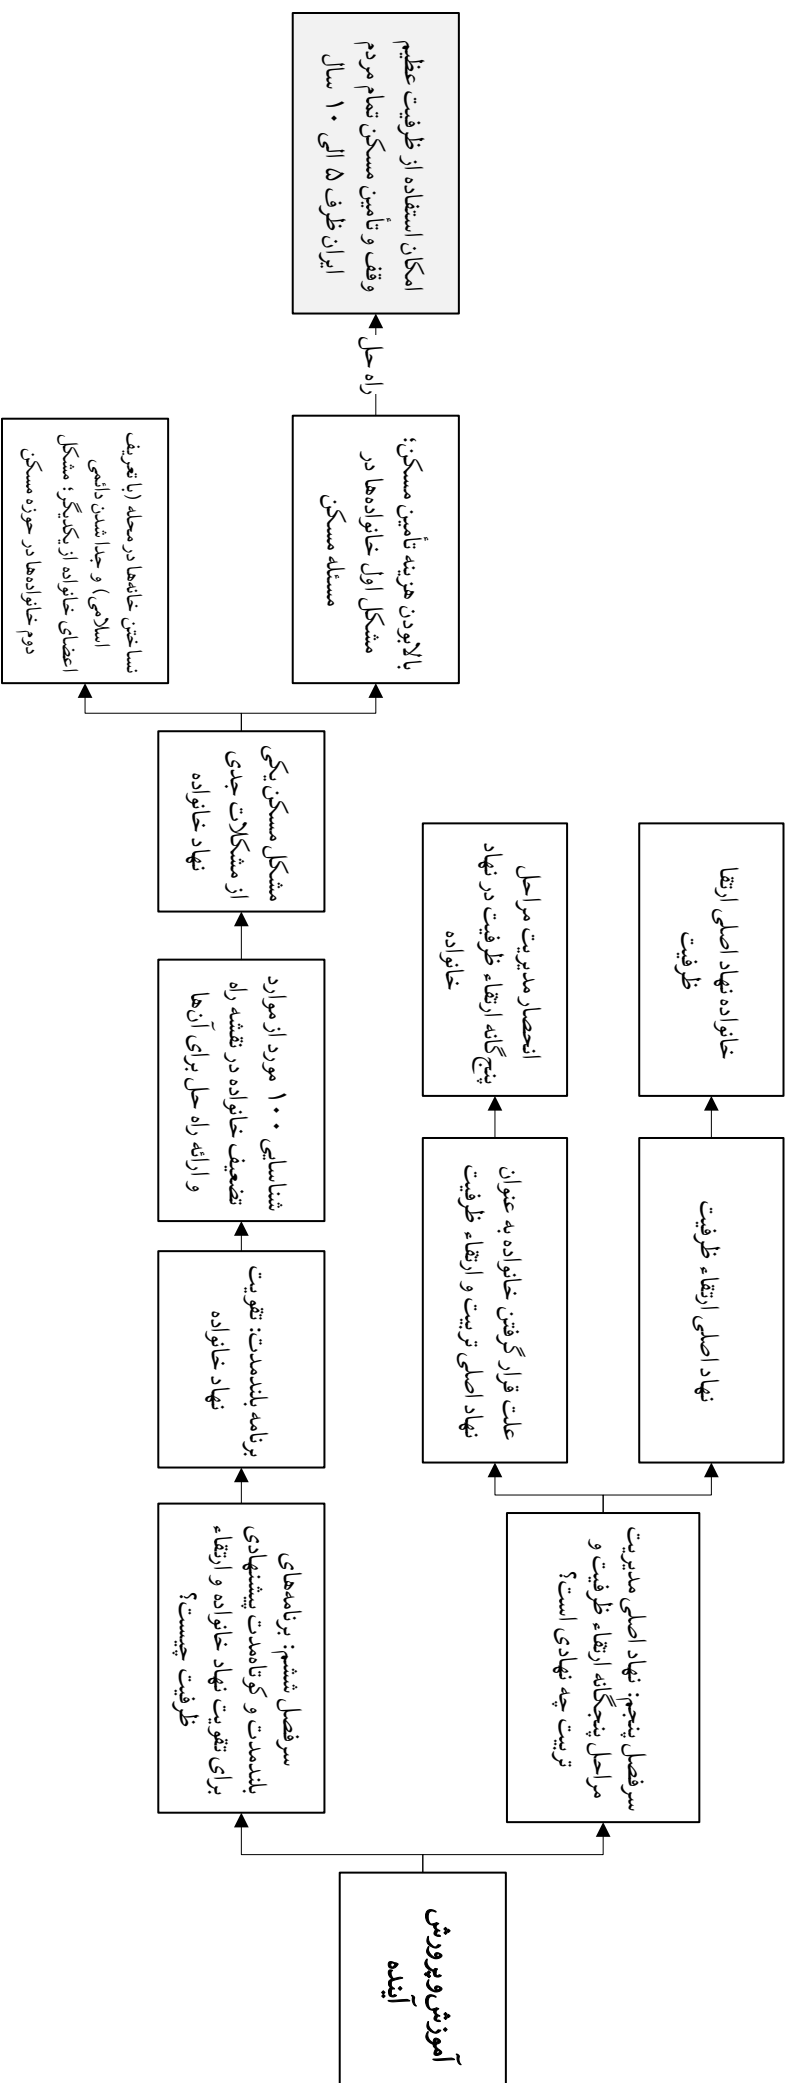 آموزش‌وپرورش
آینده
سرفصل پنجم: نهاد اصلی مدیریت
مراحل پنجگانه ارتقاء ظرفیت و
تربیت چه نهادی است؟
نهاد اصلی ارتقاء ظرفیت
خانواده نهاد اصلی ارتقا
ظرفیت
علت قرار گرفتن خانواده به عنوان
نهاد اصلی تربیت و ارتقاء ظرفیت
انحصار مدیریت مراحل
پنج‌گانه ارتقاء ظرفیت در نهاد
خانواده
سرفصل ششم: برنامه‌های
بلندمدت و کوتاه‌مدت پیشنهادی
برای تقویت نهاد خانواده و ارتقاء
ظرفیت چیست؟
برنامه بلندمدت: تقویت
نهاد خانواده
شناسایی ۱۰۰ مورد از موارد
تضعیف خانواده در نقشه راه
و ارائه راه حل برای آن‌ها
مشکل مسکن یکی
از مشکلات جدی
نهاد خانواده
بالابودن هزینه تأمین مسکن؛
مشکل اول خانواده‌ها در
مسئله مسکن
راه حل
امکان استفاده از ظرفیت عظیم
وقف و تأمین مسکن تمام مردم
ایران ظرف ۵ الی ۱۰ سال
نساختن خانه‌ها در محله (با تعریف
اسلامی) و جدا شدن دائمی
اعضای خانواده از یکدیگر؛ مشکل
دوم خانواده‌ها در حوزه مسکن